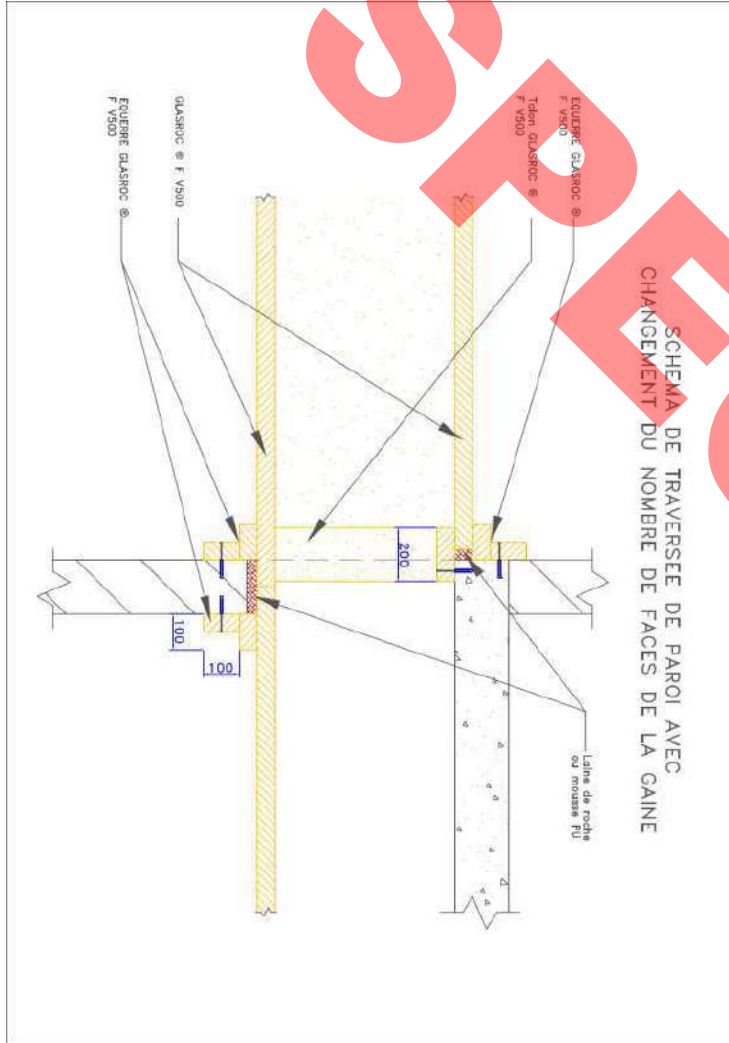 SCHEMA DE TRAVERSEE DE PAROI AVEC
CHANGEMENT DU NOMBRE DE FACES DE LA GAINE
EQUERRE GLASROC ®
F V500
Talon GLASROC ®
F V500
GLASROC ® F V500
EQUERRE GLASROC ®
F V500
Laine de roche
ou mousse PU
200
100
100